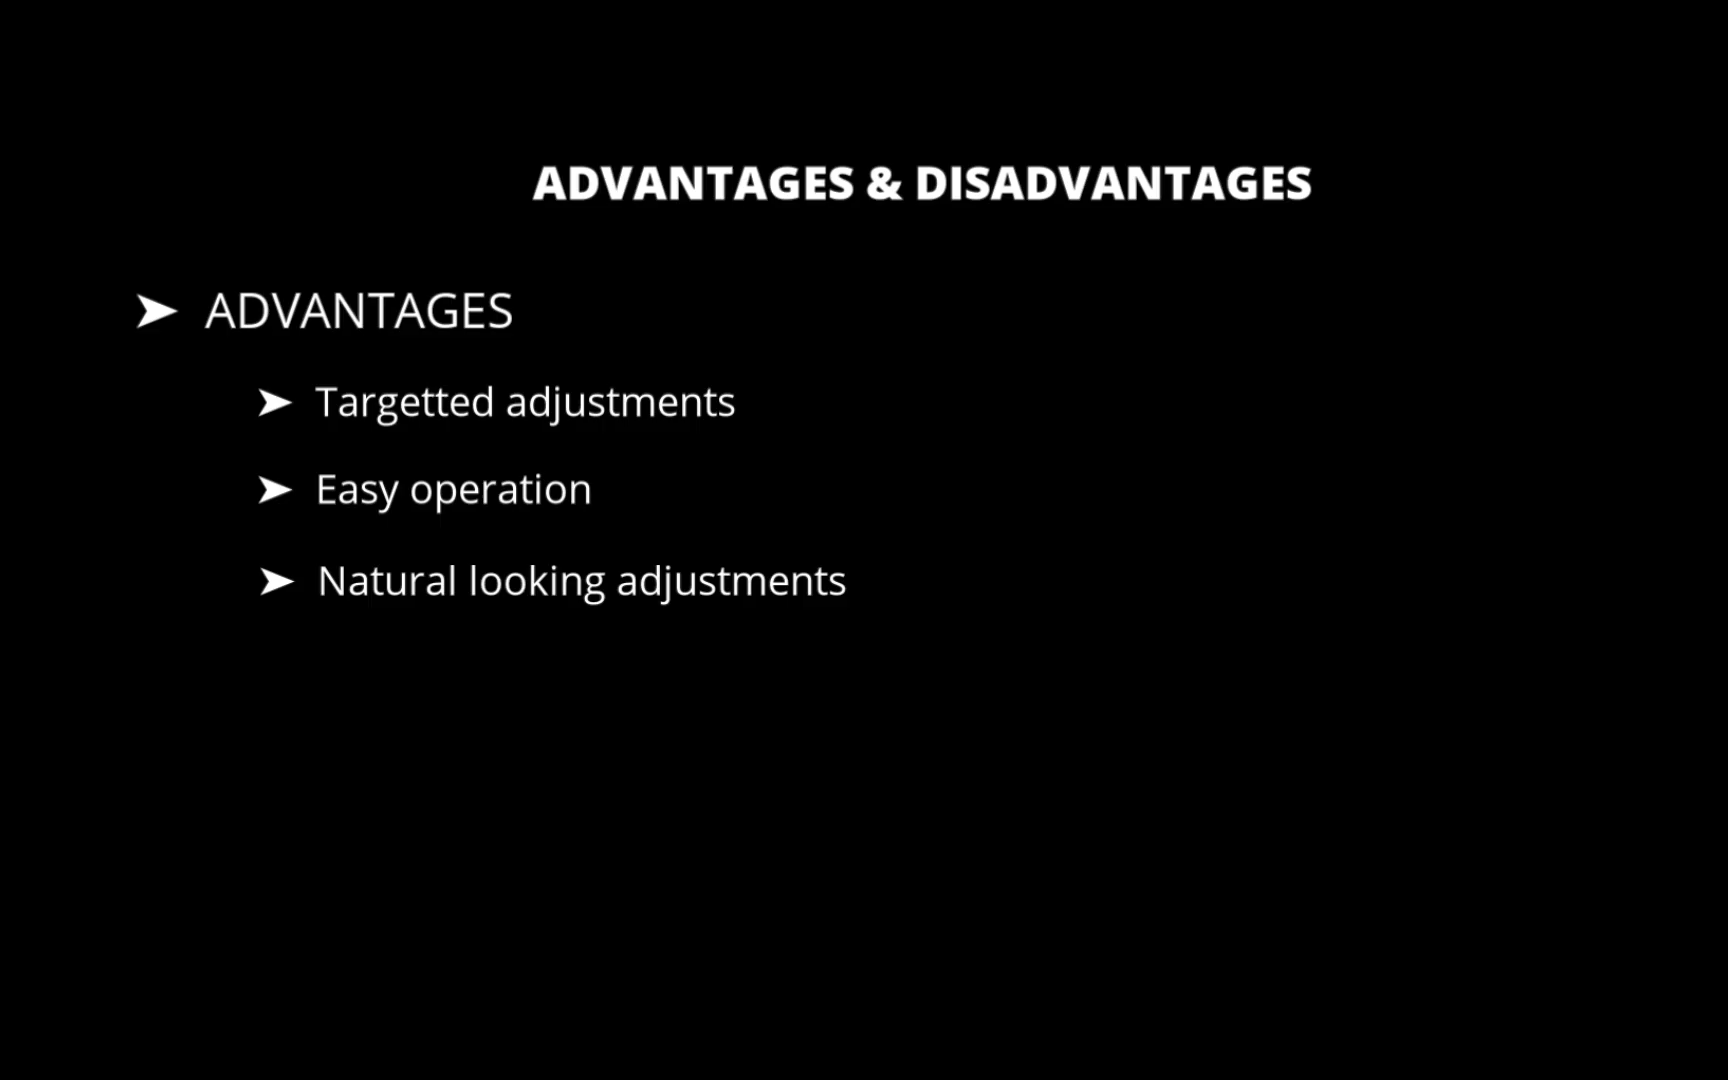 ADVANTAGES & DISADVANTAGES
➤ ADVANTAGES
➤ Targetted adjustments
➤ Easy operation
➤ Natural looking adjustments